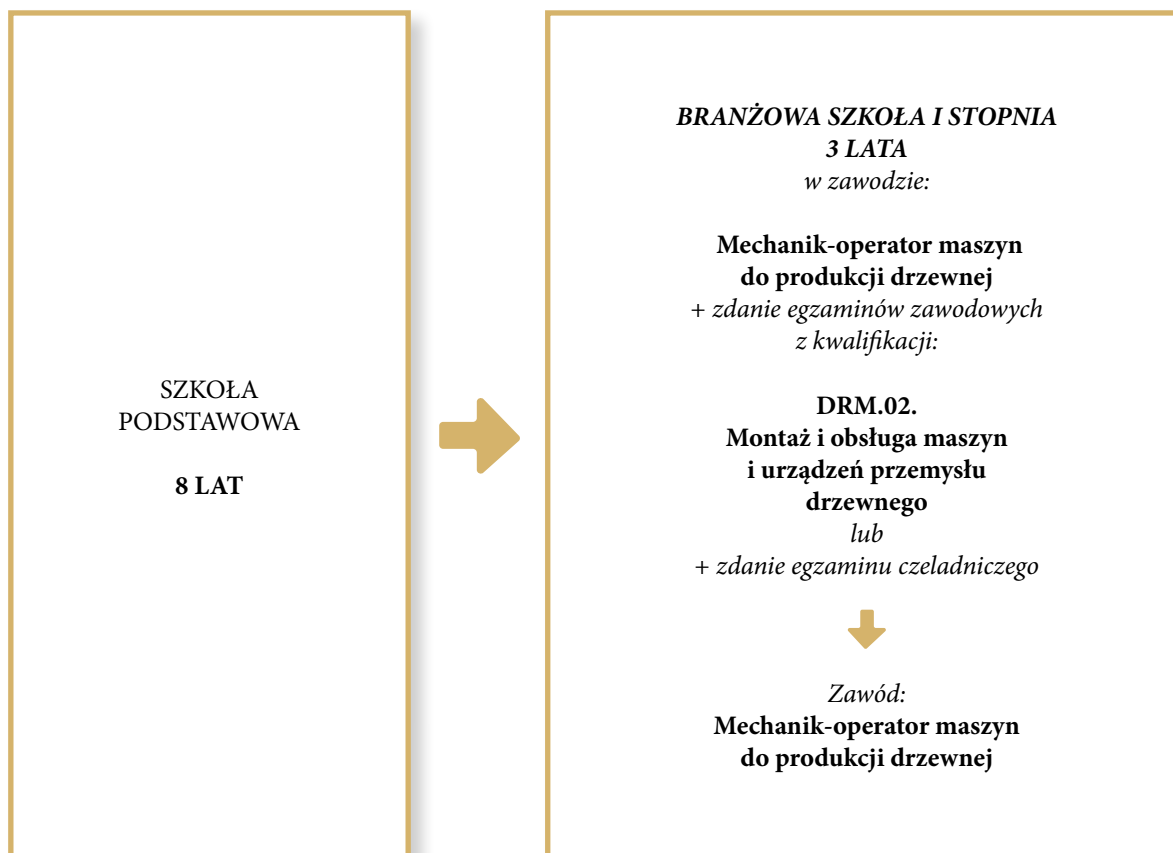 SZKOŁA
PODSTAWOWA
8 LAT
BRANŻOWA SZKOŁA I STOPNIA
3 LATA
w zawodzie:
Mechanik-operator maszyn
do produkcji drzewnej
+ zdanie egzaminów zawodowych
z kwalifikacji:
DRM.02.
Montaż i obsługa maszyn
i urządzeń przemysłu
drzewnego
lub
+ zdanie egzaminu czeladniczego
Zawód:
Mechanik-operator maszyn
do produkcji drzewnej